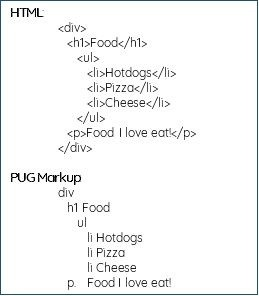 HTML:
<div>
<h1>Food</h1>
<ul>
<li>Hotdogs</li>
<li>Pizza</li>
<li>Cheese</li>
</ul>
<p>Food I love eat!</p>
</div>
PUG Markup
div
h1 Food
ul
li Hotdogs
li Pizza
li Cheese
p. Food I love eat!